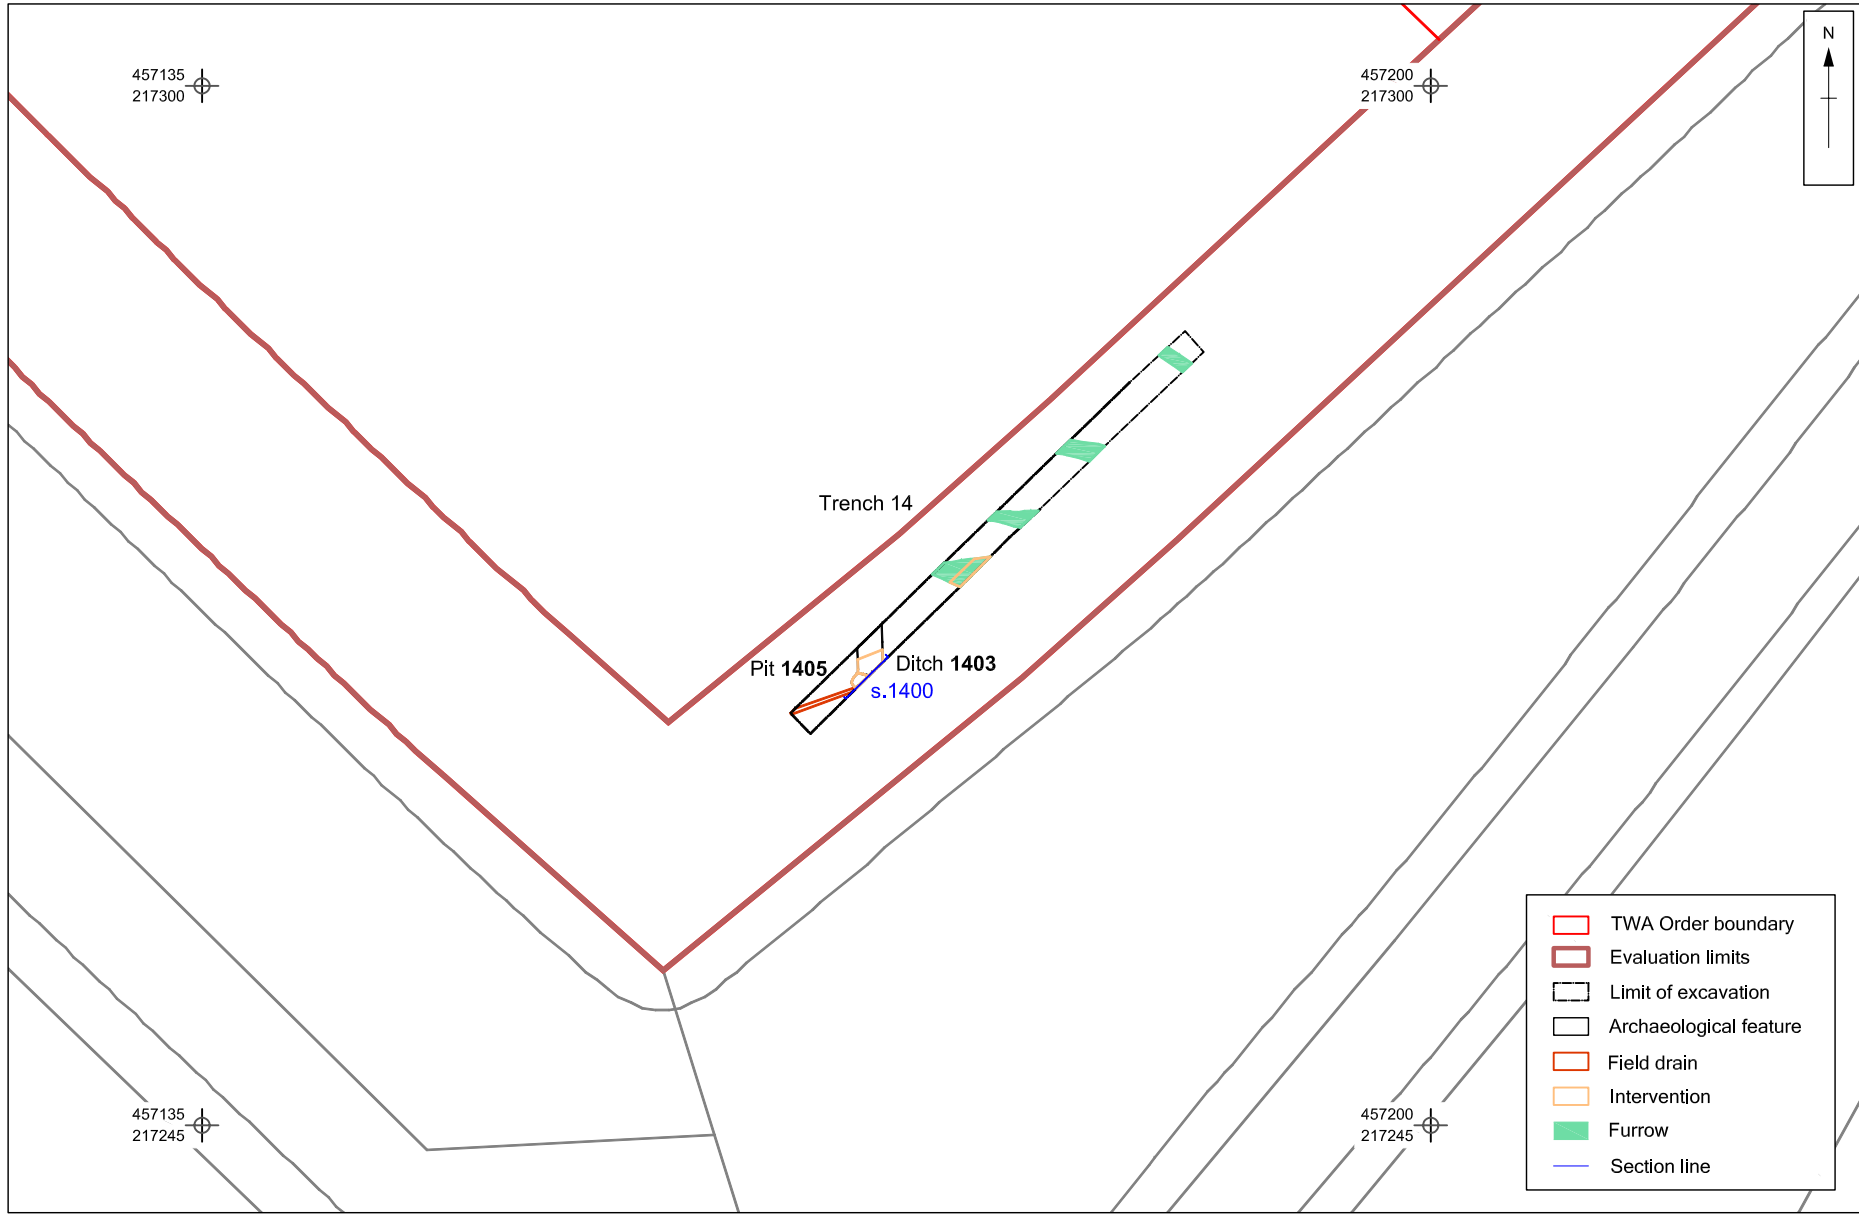 N
457135
217300
457200
217300
Trench 14
Pit 1405
Ditch 1403
s.1400
457135
217245
457200
217245
TWA Order boundary
Evaluation limits
Limit of excavation
Archaeological feature
Field drain
Intervention
Furrow
Section line